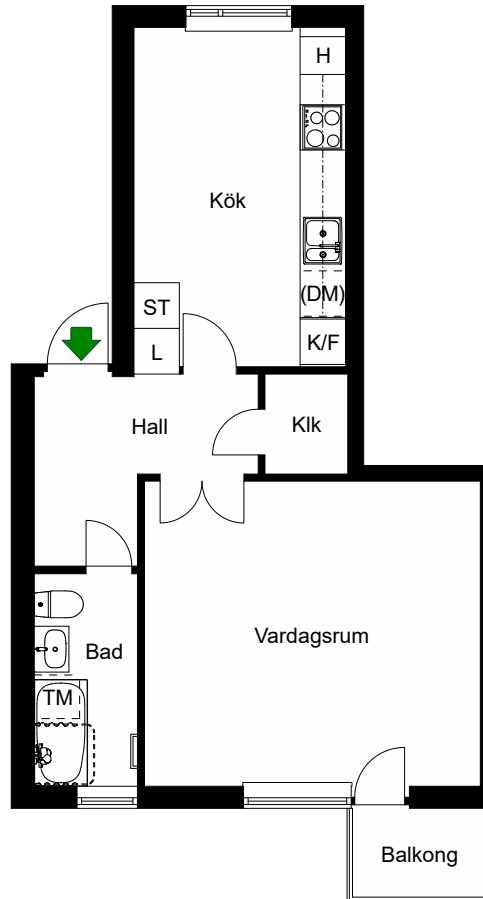 H
Kök
ST
(DM)
L
K/F
Hall
Klk
Vardagsrum
Bad
TM
Balkong